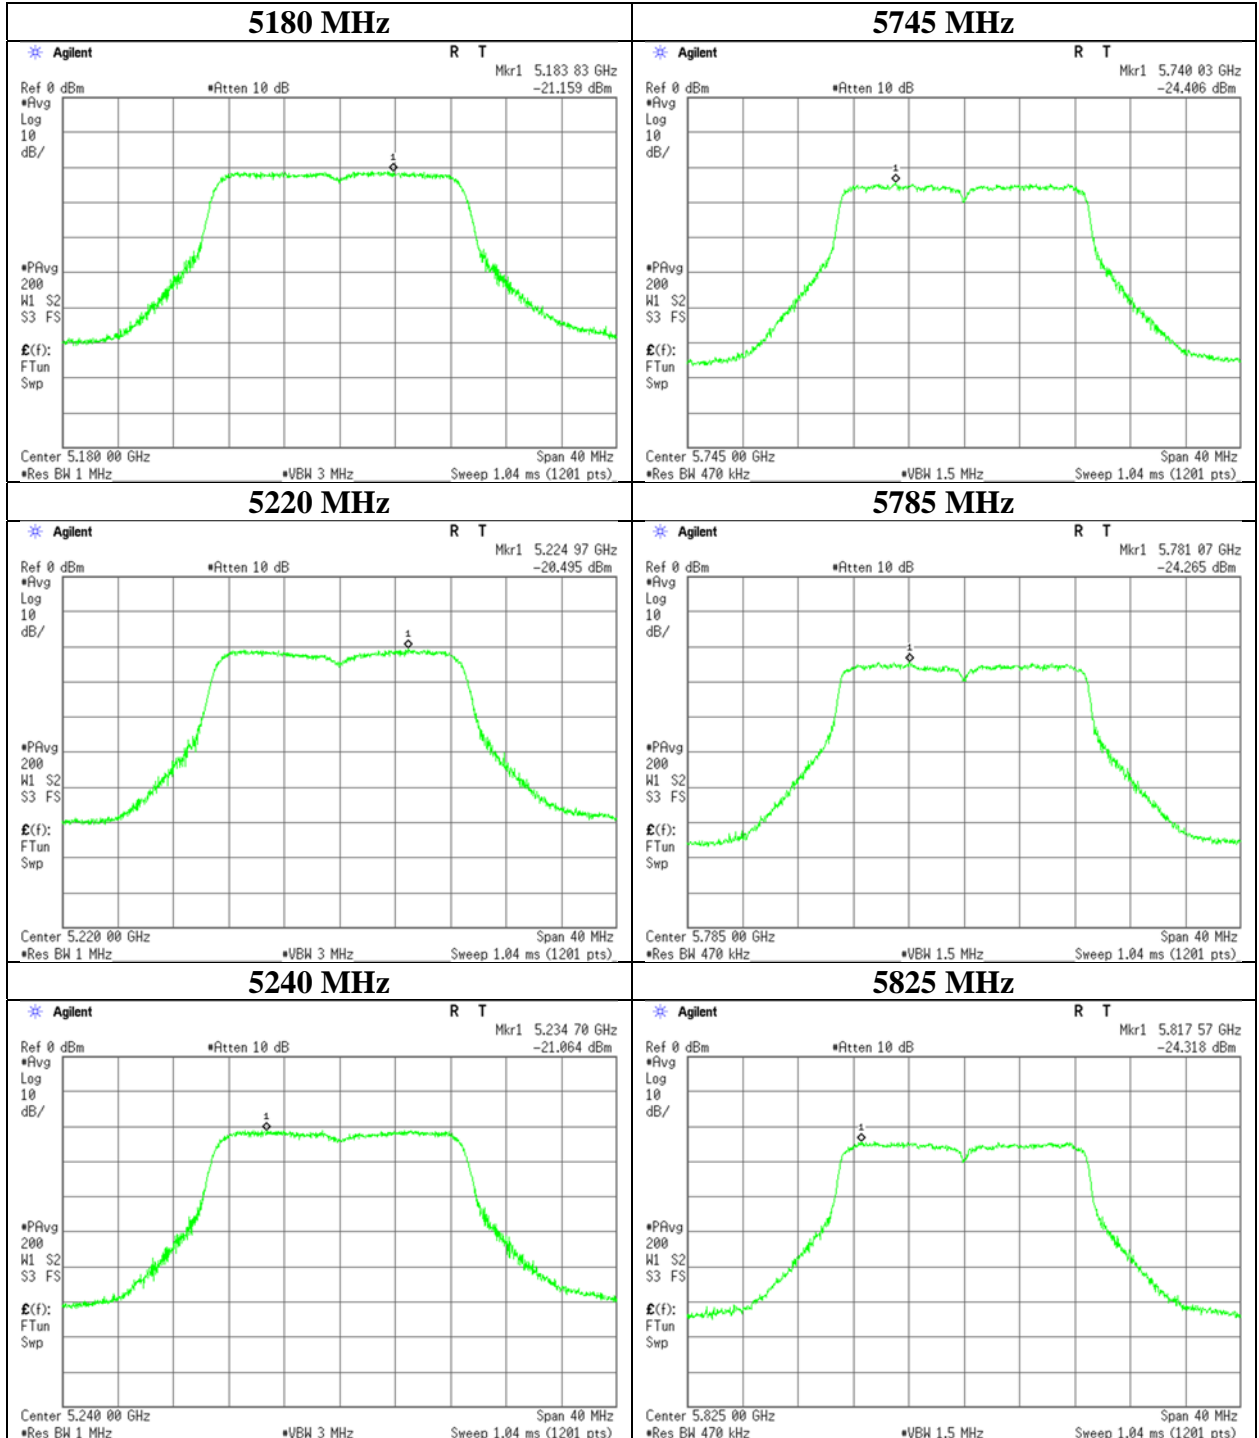 5180 MHz
Agilent R T
Mkr1 5.183 83 GHz
Ref 0 dBm #Atten 10 dB -21.159 dBm
#Avg
Log
10
dB/
1
#PAvg
200
W1 S2
S3 FS
£(f):
FTun
Swp
Center 5.180 00 GHz Span 40 MHz
#Res BW 1 MHz #VBW 3 MHz Sweep 1.04 ms (1201 pts)
5745 MHz
Agilent R T
Mkr1 5.740 03 GHz
Ref 0 dBm #Atten 10 dB -24.406 dBm
#Avg
Log
10
dB/
1
#PAvg
200
W1 S2
S3 FS
£(f):
FTun
Swp
Center 5.745 00 GHz Span 40 MHz
#Res BW 470 kHz #VBW 1.5 MHz Sweep 1.04 ms (1201 pts)
5220 MHz
Agilent R T
Mkr1 5.224 97 GHz
Ref 0 dBm #Atten 10 dB -20.495 dBm
#Avg
Log
10
dB/
1
#PAvg
200
W1 S2
S3 FS
£(f):
FTun
Swp
Center 5.220 00 GHz Span 40 MHz
#Res BW 1 MHz #VBW 3 MHz Sweep 1.04 ms (1201 pts)
5785 MHz
Agilent R T
Mkr1 5.781 07 GHz
Ref 0 dBm #Atten 10 dB -24.265 dBm
#Avg
Log
10
dB/
1
#PAvg
200
W1 S2
S3 FS
£(f):
FTun
Swp
Center 5.785 00 GHz Span 40 MHz
#Res BW 470 kHz #VBW 1.5 MHz Sweep 1.04 ms (1201 pts)
5240 MHz
Agilent R T
Mkr1 5.234 70 GHz
Ref 0 dBm #Atten 10 dB -21.064 dBm
#Avg
Log
10
dB/
1
#PAvg
200
W1 S2
S3 FS
£(f):
FTun
Swp
Center 5.240 00 GHz Span 40 MHz
#Res BW 1 MHz #VBW 3 MHz Sweep 1.04 ms (1201 pts)
5825 MHz
Agilent R T
Mkr1 5.817 57 GHz
Ref 0 dBm #Atten 10 dB -24.318 dBm
#Avg
Log
10
dB/
1
#PAvg
200
W1 S2
S3 FS
£(f):
FTun
Swp
Center 5.825 00 GHz Span 40 MHz
#Res BW 470 kHz #VBW 1.5 MHz Sweep 1.04 ms (1201 pts)